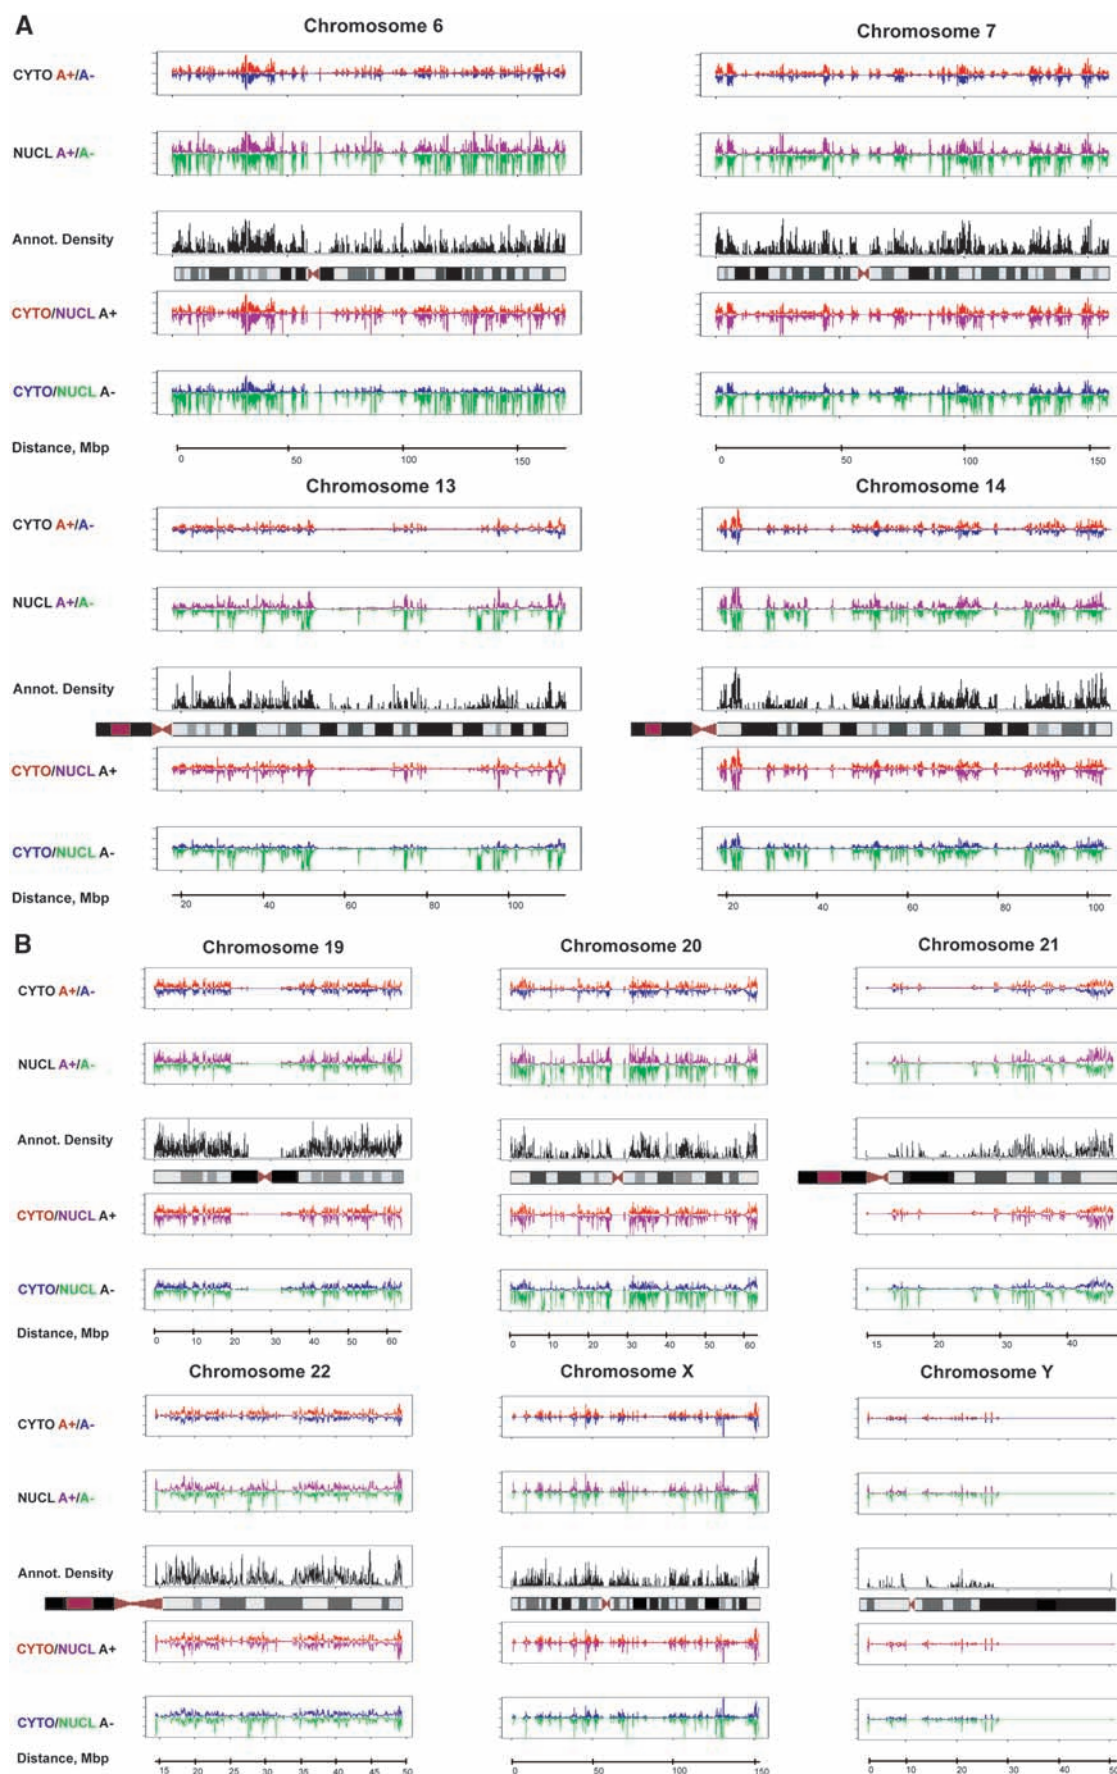 A
Chromosome 6
Chromosome 7
CYTO A+/A-
NUCL A+/A-
Annot. Density
CYTO/NUCL A+
CYTO/NUCL A-
Distance, Mbp
0 50 100 150
0 50 100 150
Chromosome 13
Chromosome 14
CYTO A+/A-
NUCL A+/A-
Annot. Density
CYTO/NUCL A+
CYTO/NUCL A-
Distance, Mbp
20 40 60 80 100
20 40 60 80 100
B
Chromosome 19
Chromosome 20
Chromosome 21
CYTO A+/A-
NUCL A+/A-
Annot. Density
CYTO/NUCL A+
CYTO/NUCL A-
Distance, Mbp
0 10 20 30 40 50 60
0 10 20 30 40 50 60
15 20 30 40
Chromosome 22
Chromosome X
Chromosome Y
CYTO A+/A-
NUCL A+/A-
Annot. Density
CYTO/NUCL A+
CYTO/NUCL A-
Distance, Mbp
15 20 25 30 35 40 45 50
0 50 100 150
0 10 20 30 40 50